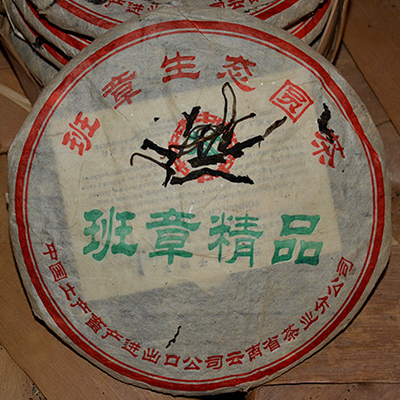 班章生态圆茶
班章精品
中国土产畜产进出口公司云南省茶业分公司